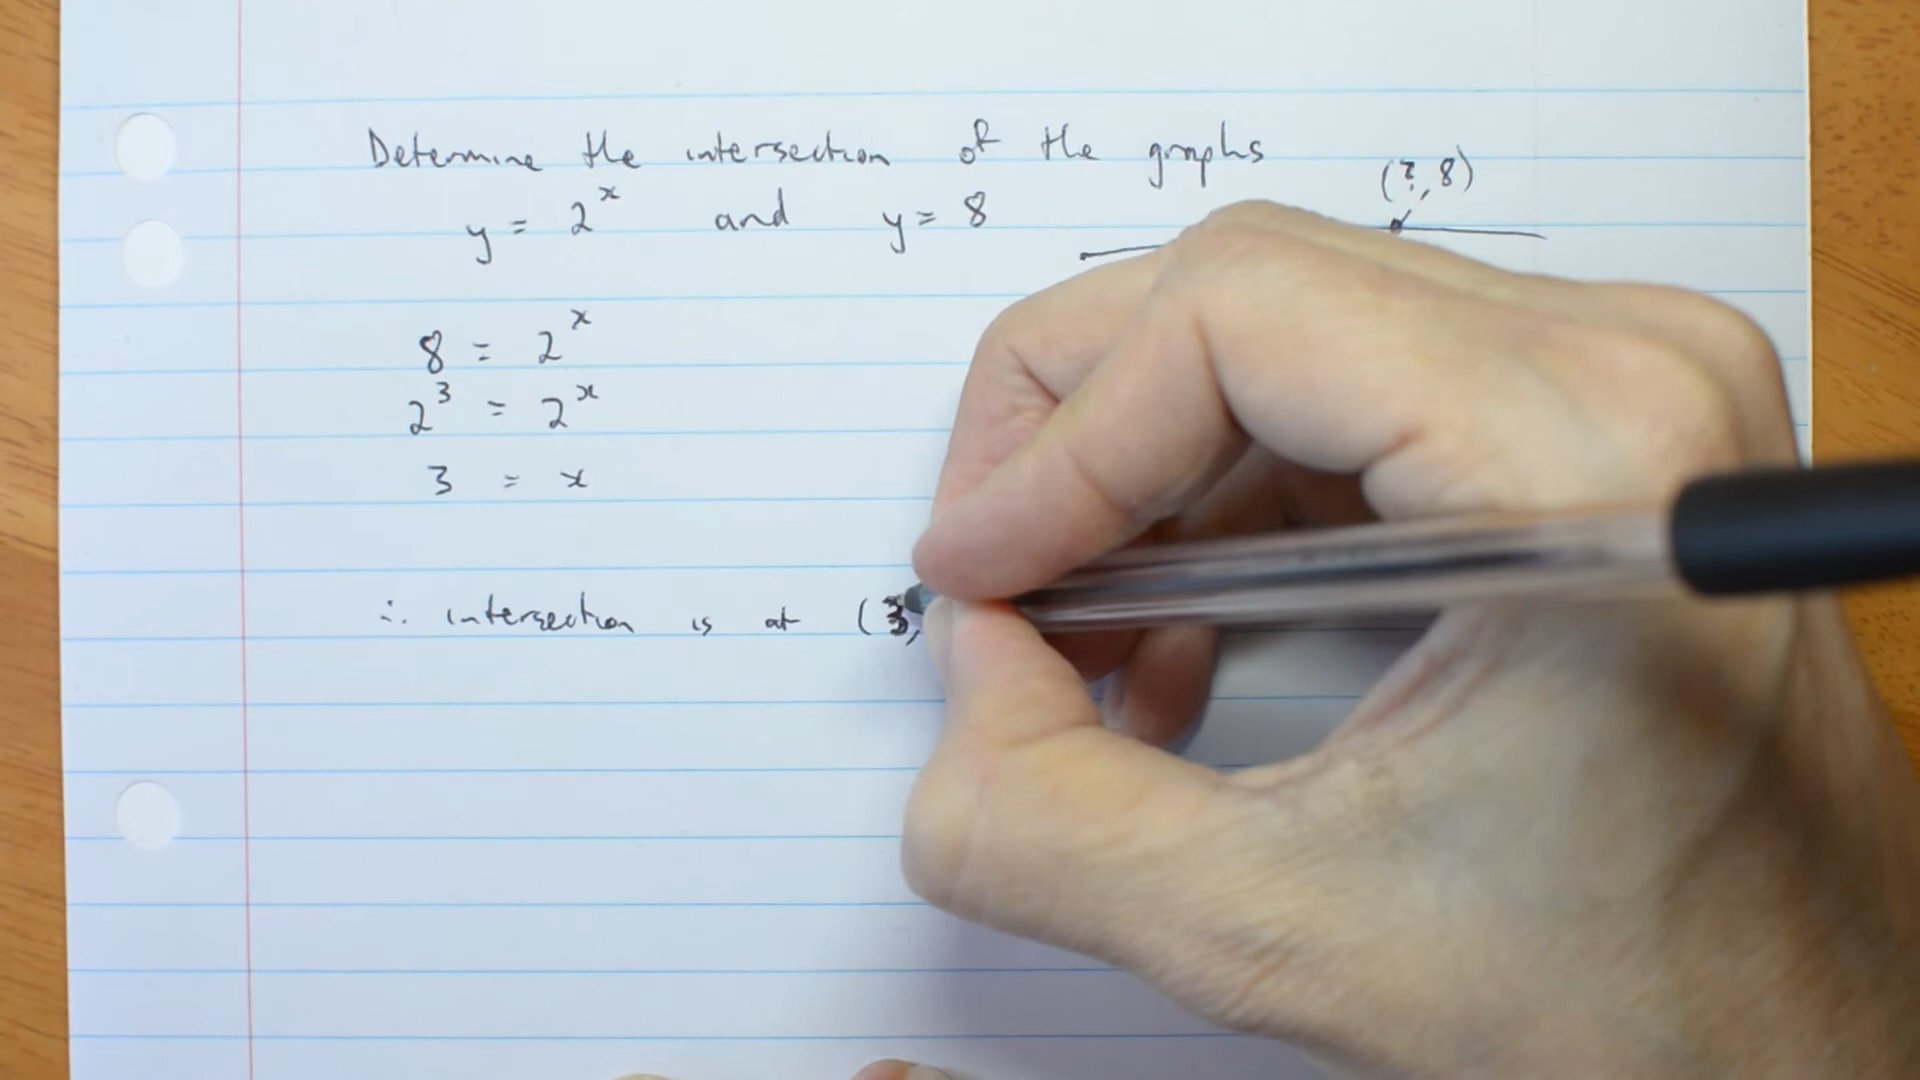 Determine the intersection of the graphs
y = 2^x and y = 8
(?, 8)
8 = 2^x
2^3 = 2^x
3 = x
∴ intersection is at (3,